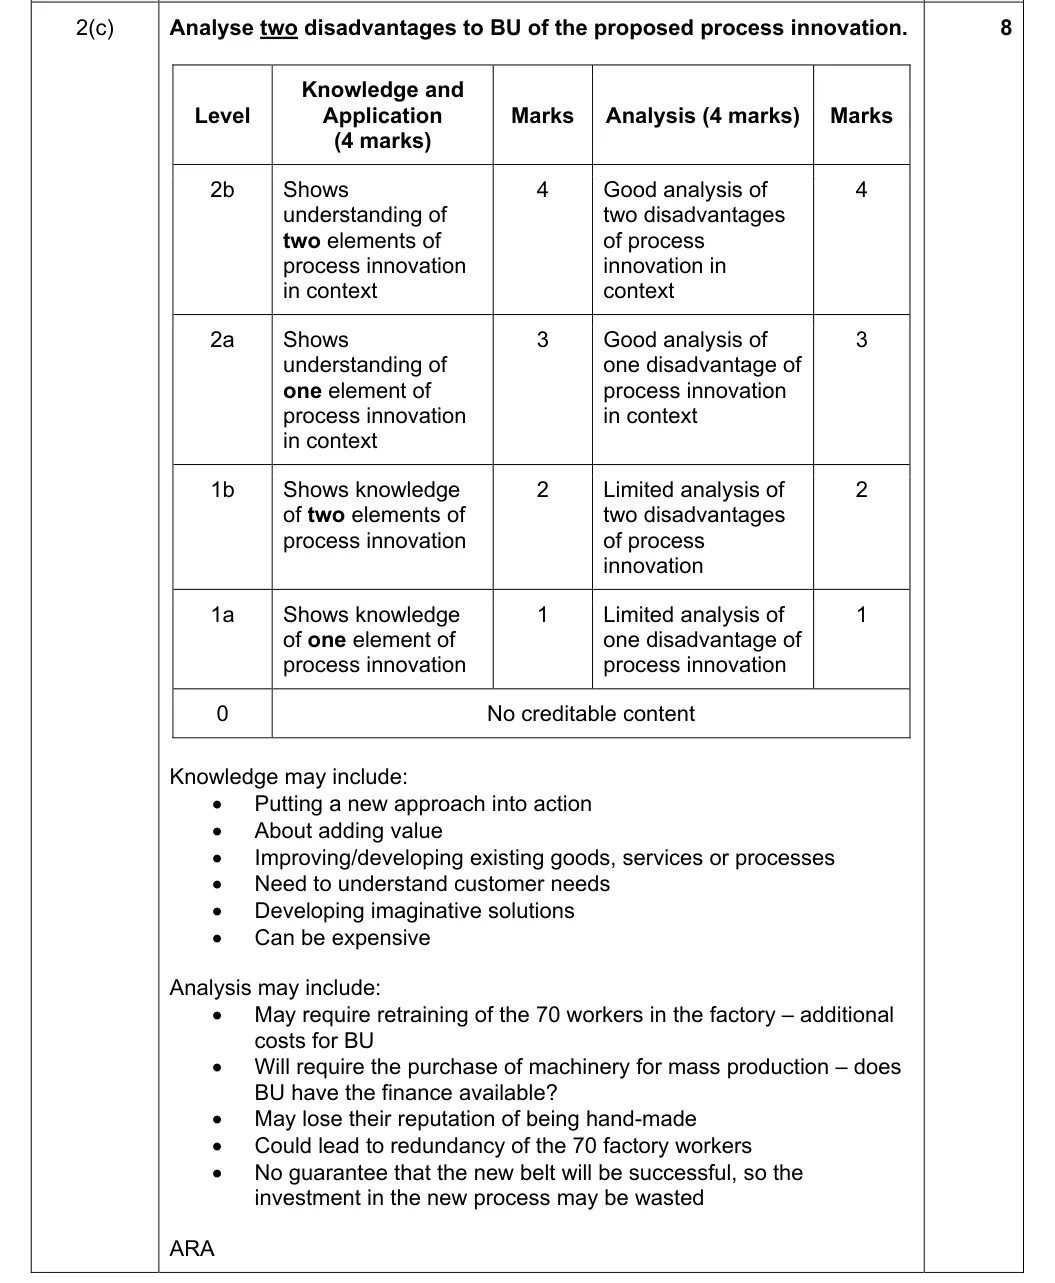 2(c) Analyse two disadvantages to BU of the proposed process innovation. 8
Level Knowledge and Application (4 marks) Marks Analysis (4 marks) Marks
2b Shows understanding of two elements of process innovation in context 4 Good analysis of two disadvantages of process innovation in context 4
2a Shows understanding of one element of process innovation in context 3 Good analysis of one disadvantage of process innovation in context 3
1b Shows knowledge of two elements of process innovation 2 Limited analysis of two disadvantages of process innovation 2
1a Shows knowledge of one element of process innovation 1 Limited analysis of one disadvantage of process innovation 1
0 No creditable content
Knowledge may include:
• Putting a new approach into action
• About adding value
• Improving/developing existing goods, services or processes
• Need to understand customer needs
• Developing imaginative solutions
• Can be expensive
Analysis may include:
• May require retraining of the 70 workers in the factory – additional
costs for BU
• Will require the purchase of machinery for mass production – does
BU have the finance available?
• May lose their reputation of being hand-made
• Could lead to redundancy of the 70 factory workers
• No guarantee that the new belt will be successful, so the
investment in the new process may be wasted
ARA